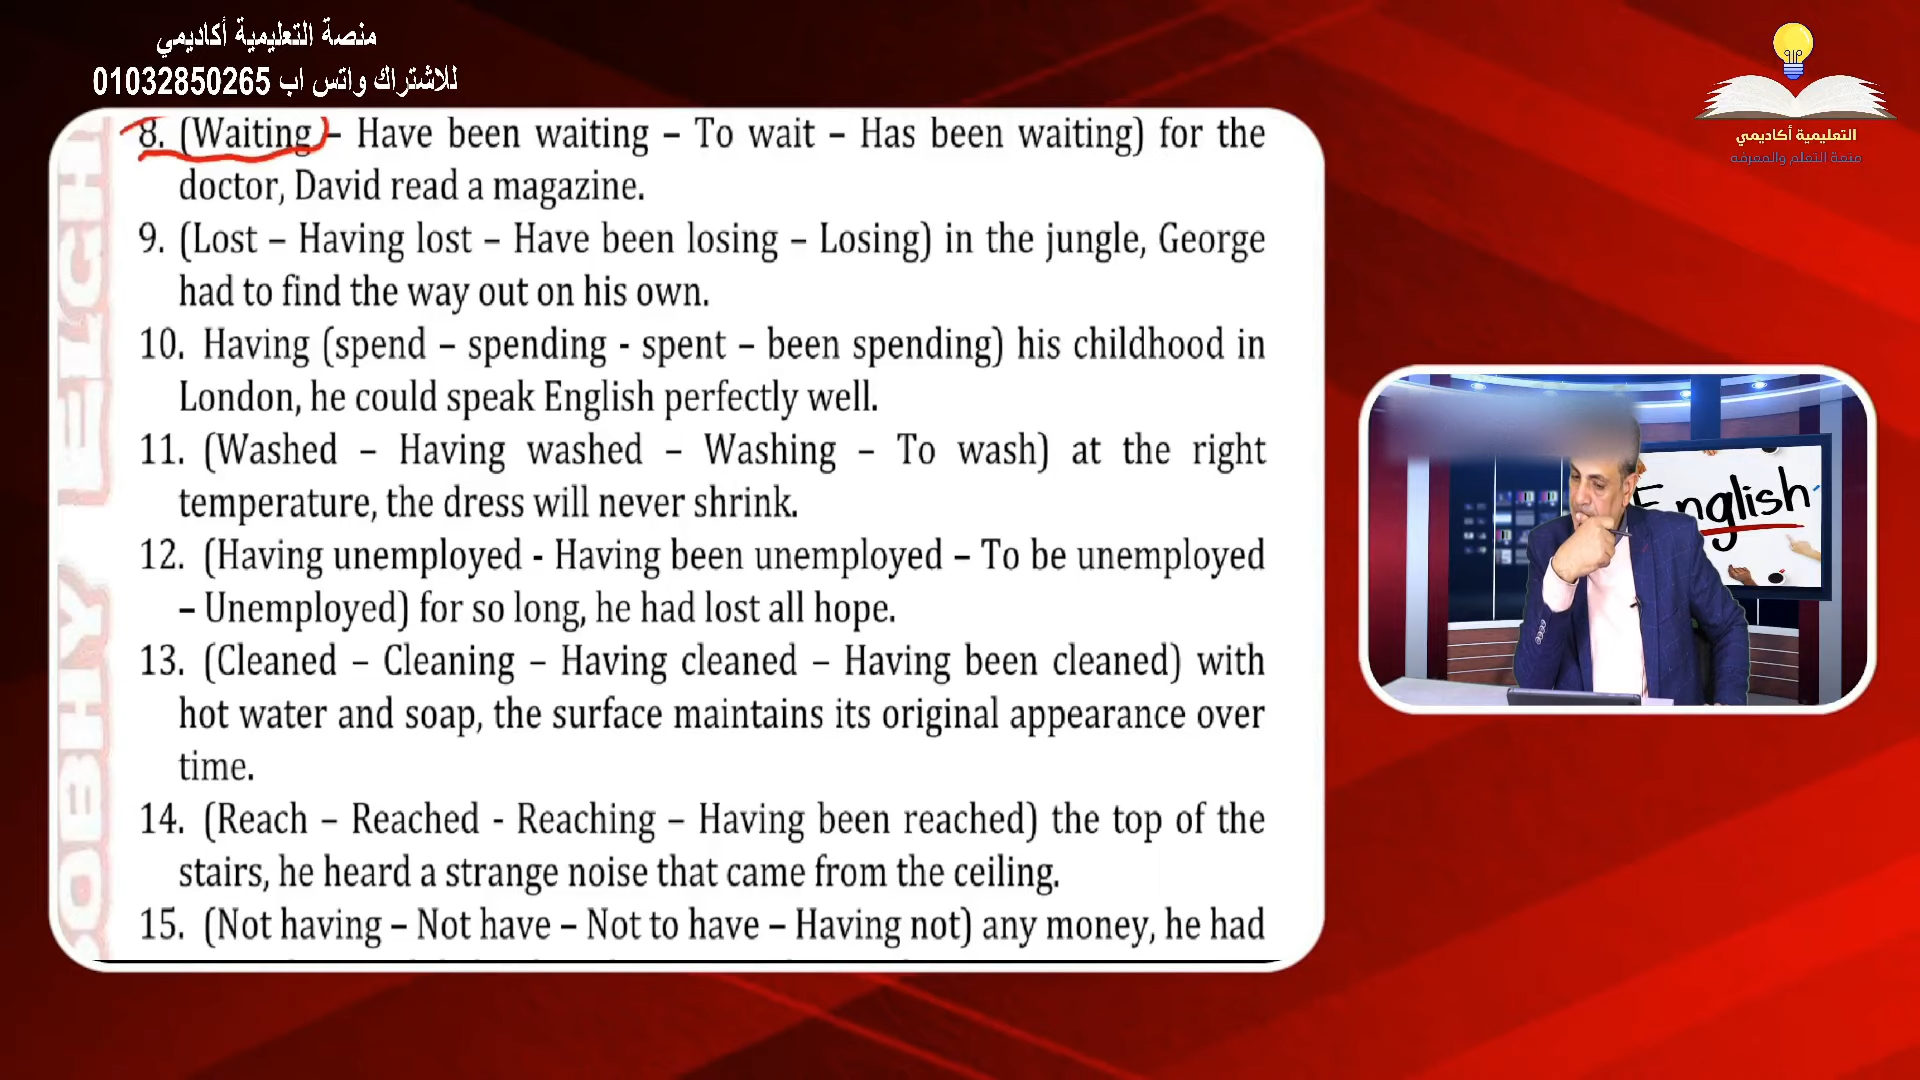 منصة التعليمية أكاديمي
للاشتراك واتس اب 01032850265
التعليمية أكاديمي
منصة التعلم والمعرفة
8. (Waiting – Have been waiting – To wait – Has been waiting) for the
doctor, David read a magazine.
9. (Lost – Having lost – Have been losing – Losing) in the jungle, George
had to find the way out on his own.
10. Having (spend – spending - spent – been spending) his childhood in
London, he could speak English perfectly well.
11. (Washed – Having washed – Washing – To wash) at the right
temperature, the dress will never shrink.
12. (Having unemployed - Having been unemployed – To be unemployed
– Unemployed) for so long, he had lost all hope.
13. (Cleaned – Cleaning – Having cleaned – Having been cleaned) with
hot water and soap, the surface maintains its original appearance over
time.
14. (Reach – Reached - Reaching – Having been reached) the top of the
stairs, he heard a strange noise that came from the ceiling.
15. (Not having – Not have – Not to have – Having not) any money, he had
English